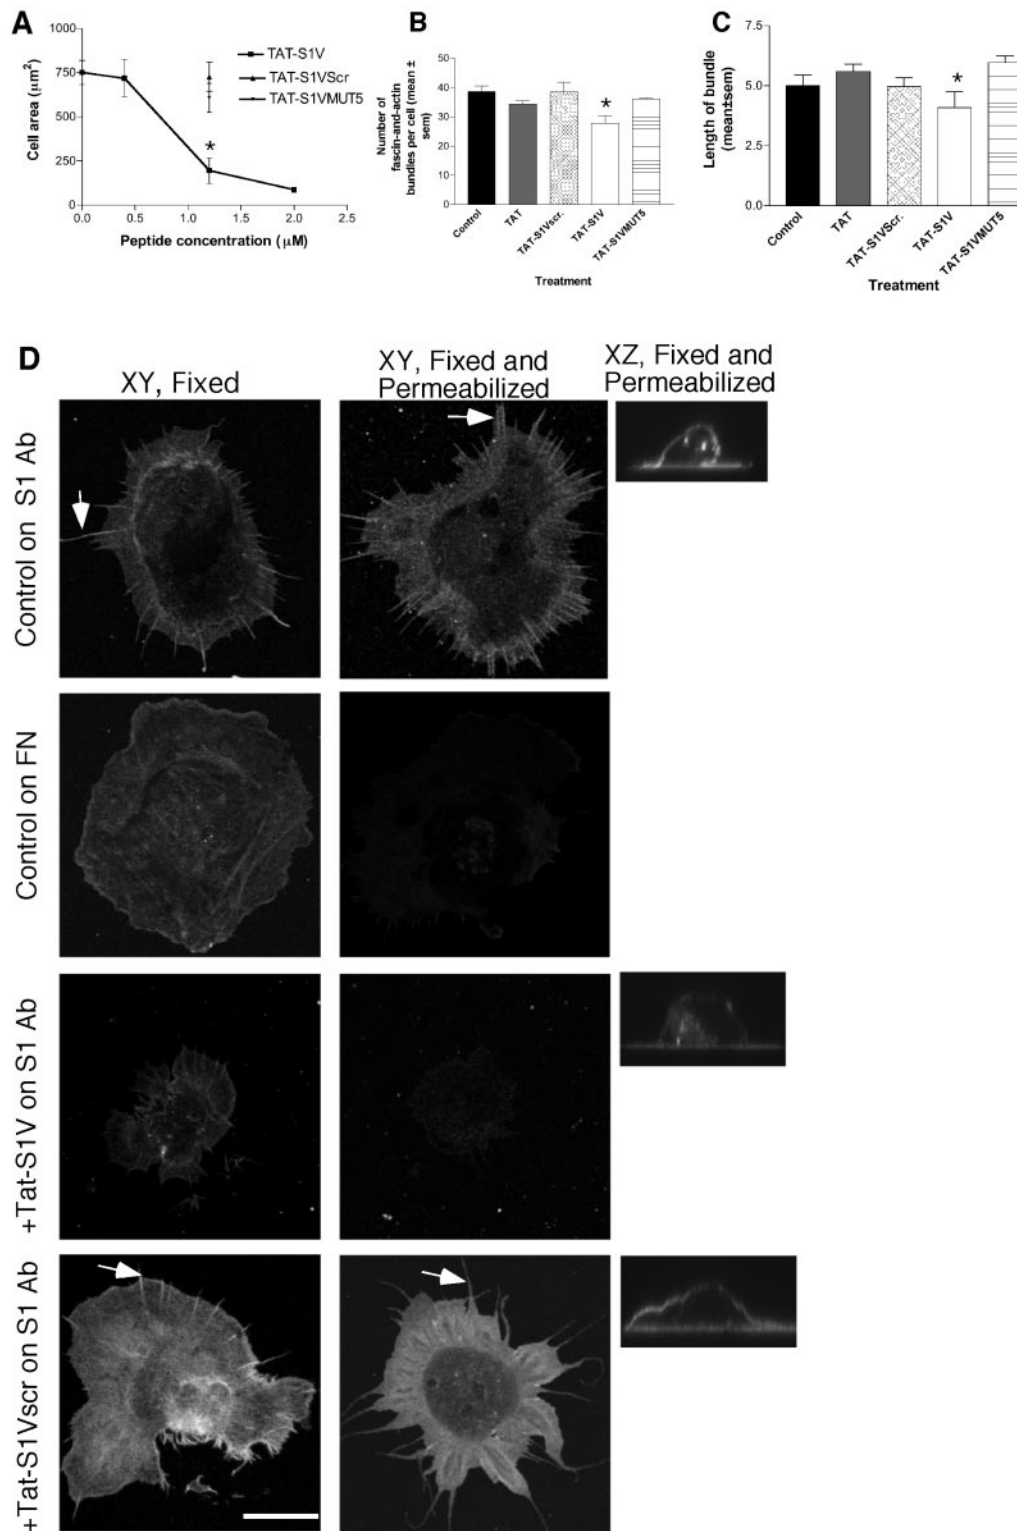 A
1000
750
500
250
0
Cell area (μm²)
0.0 0.5 1.0 1.5 2.0 2.5
Peptide concentration (μM)
TAT-S1V
TAT-S1VScr
TAT-S1VMUT5
*
B
50
40
30
20
10
0
Number of
fascin-and-actin
bundles per cell (mean ±
sem)
*
Control
TAT
TAT-S1Vscr.
TAT-S1V
TAT-S1VMUT5
Treatment
C
7.5
5.0
2.5
0.0
Length of bundle
(mean±sem)
*
Control
TAT
TAT-S1VScr.
TAT-S1V
TAT-S1VMUT5
Treatment
D
XY, Fixed
XY, Fixed and
Permeabilized
XZ, Fixed and
Permeabilized
Control on S1 Ab
Control on FN
+Tat-S1V on S1 Ab
+Tat-S1Vscr on S1 Ab